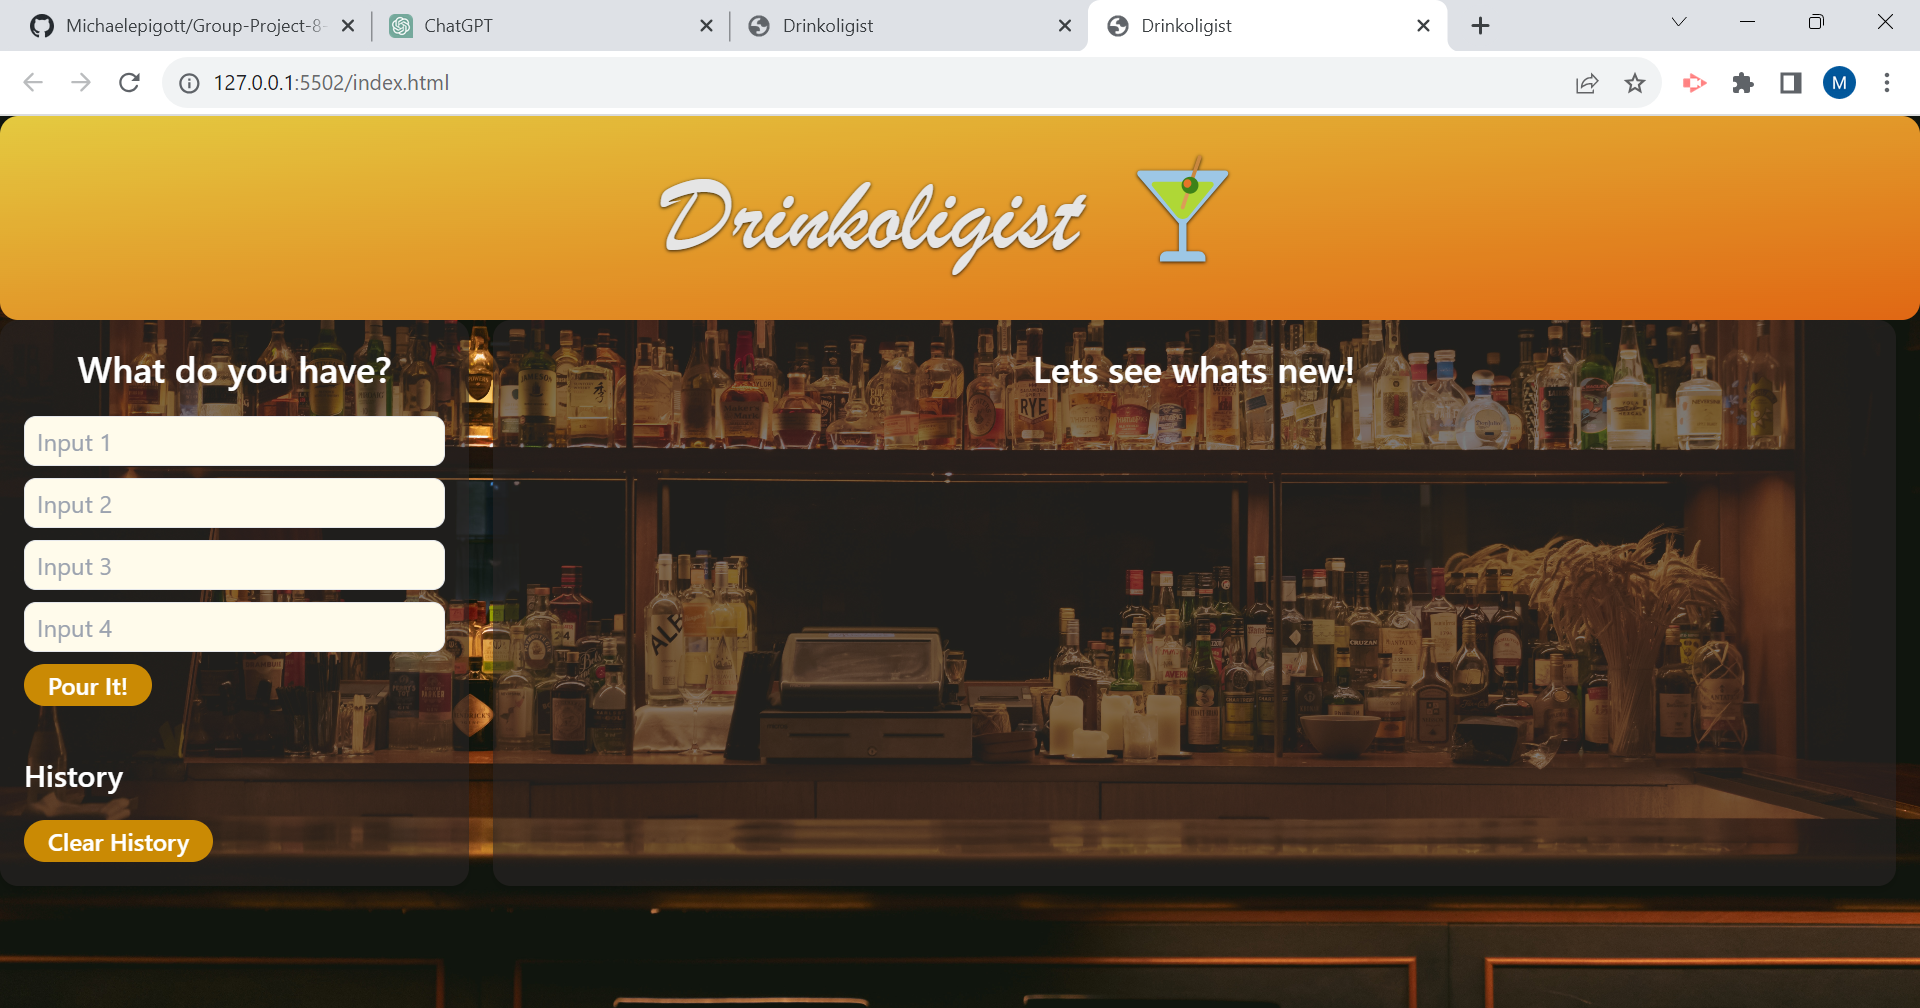 Michaelepigott/Group-Project-8-
ChatGPT
Drinkoligist
Drinkoligist
127.0.0.1:5502/index.html
M
Drinkoligist
What do you have?
Lets see whats new!
Input 1
Input 2
Input 3
Input 4
Pour It!
History
Clear History
RYE
ALE
CRUZAN